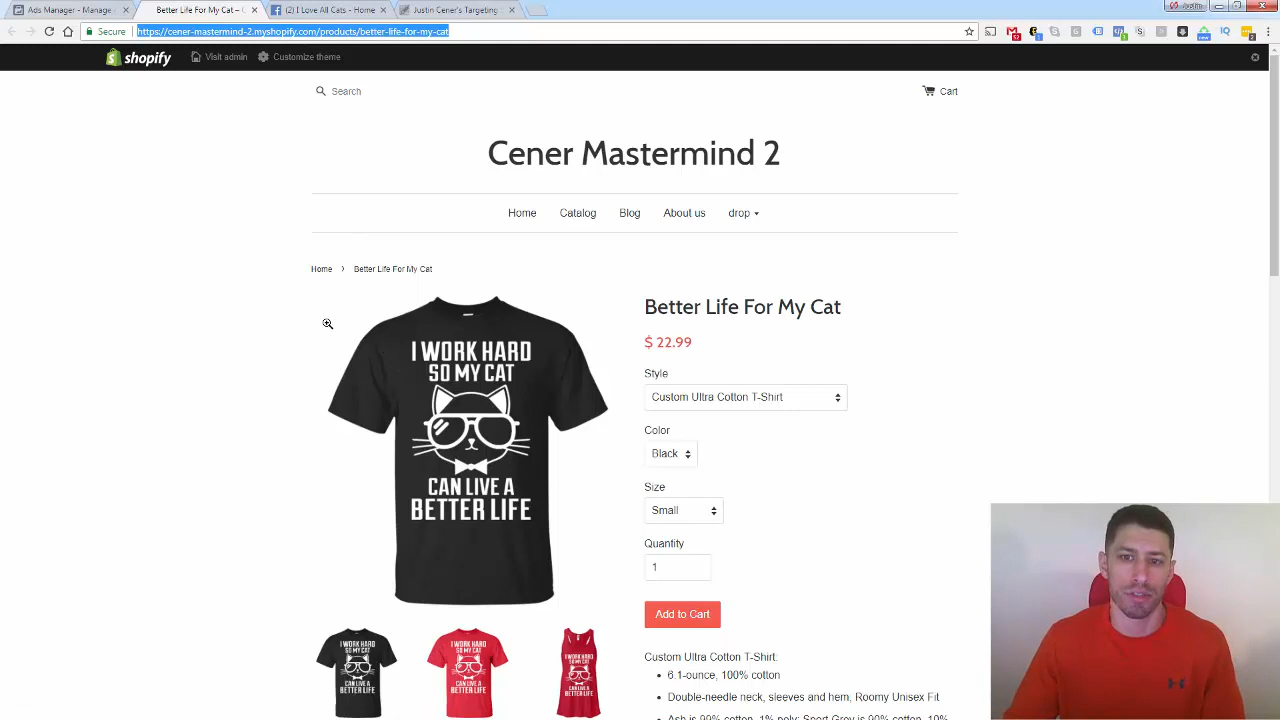 Ads Manager - Manage
Better Life For My Cat – C
(2) I Love All Cats - Home
Justin Cener's Targeting
Justin
Secure
https://cener-mastermind-2.myshopify.com/products/better-life-for-my-cat
shopify
Visit admin
Customize theme
Search
Cart
Cener Mastermind 2
Home
Catalog
Blog
About us
drop
Home › Better Life For My Cat
I WORK HARD
SO MY CAT
CAN LIVE A
BETTER LIFE
Better Life For My Cat
$ 22.99
Style
Custom Ultra Cotton T-Shirt
Color
Black
Size
Small
Quantity
1
Add to Cart
Custom Ultra Cotton T-Shirt:
• 6.1-ounce, 100% cotton
• Double-needle neck, sleeves and hem, Roomy Unisex Fit
• Ash is 99% cotton, 1% poly; Sport Grey is 90% cotton, 10%
I WORK HARD
SO MY CAT
CAN LIVE A
BETTER LIFE
I WORK HARD
SO MY CAT
CAN LIVE A
BETTER LIFE
I WORK HARD
SO MY CAT
CAN LIVE A
BETTER LIFE